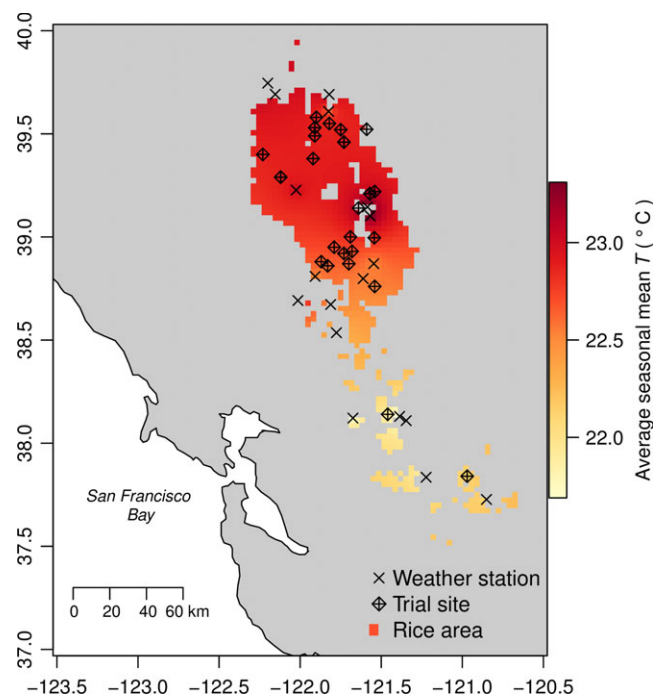 40.0
39.5
39.0
38.5
38.0
37.5
37.0
−123.5 −123.0 −122.5 −122.0 −121.5 −121.0 −120.5
San Francisco
Bay
0 20 40 60 km
Weather station
Trial site
Rice area
23.0
22.0
Average seasonal mean T (°C)